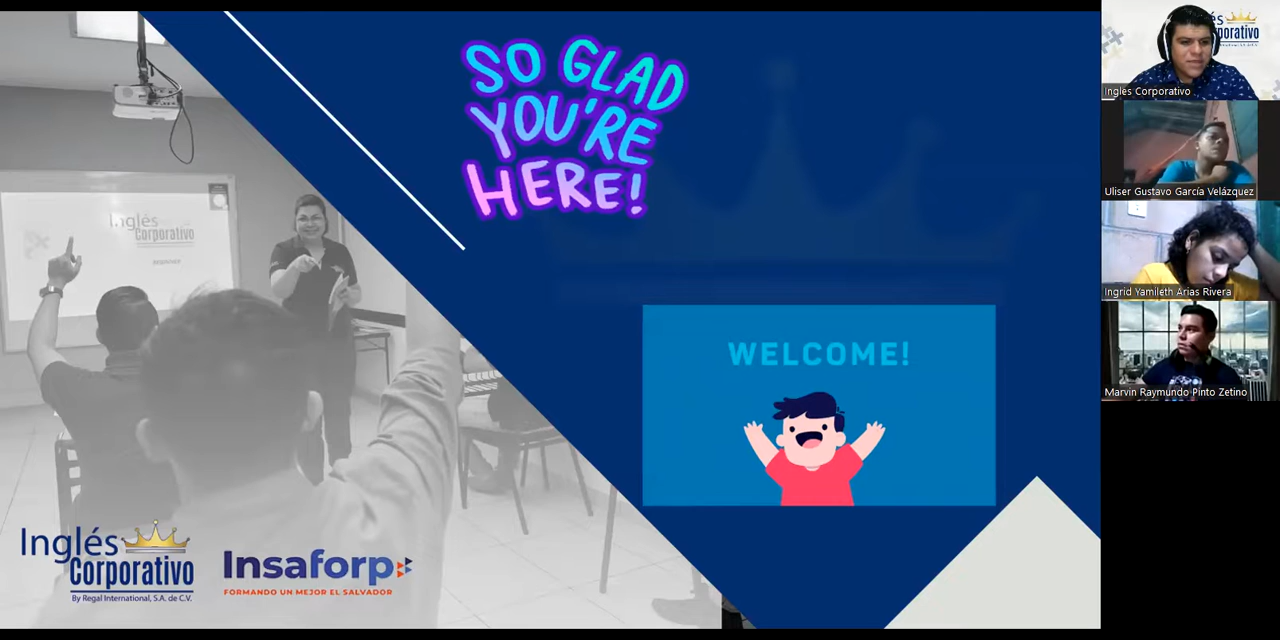 SO GLAD
YOU'RE
HERE!
WELCOME!
Inglés
Corporativo
Inglés
Corporativo
By Regal International, S.A. de C.V.
Insaforp
FORMANDO UN MEJOR EL SALVADOR
Ingles Corporativo
Uliser Gustavo García Velázquez
Ingrid Yamileth Arias Rivera
Marvin Raymundo Pinto Zetino